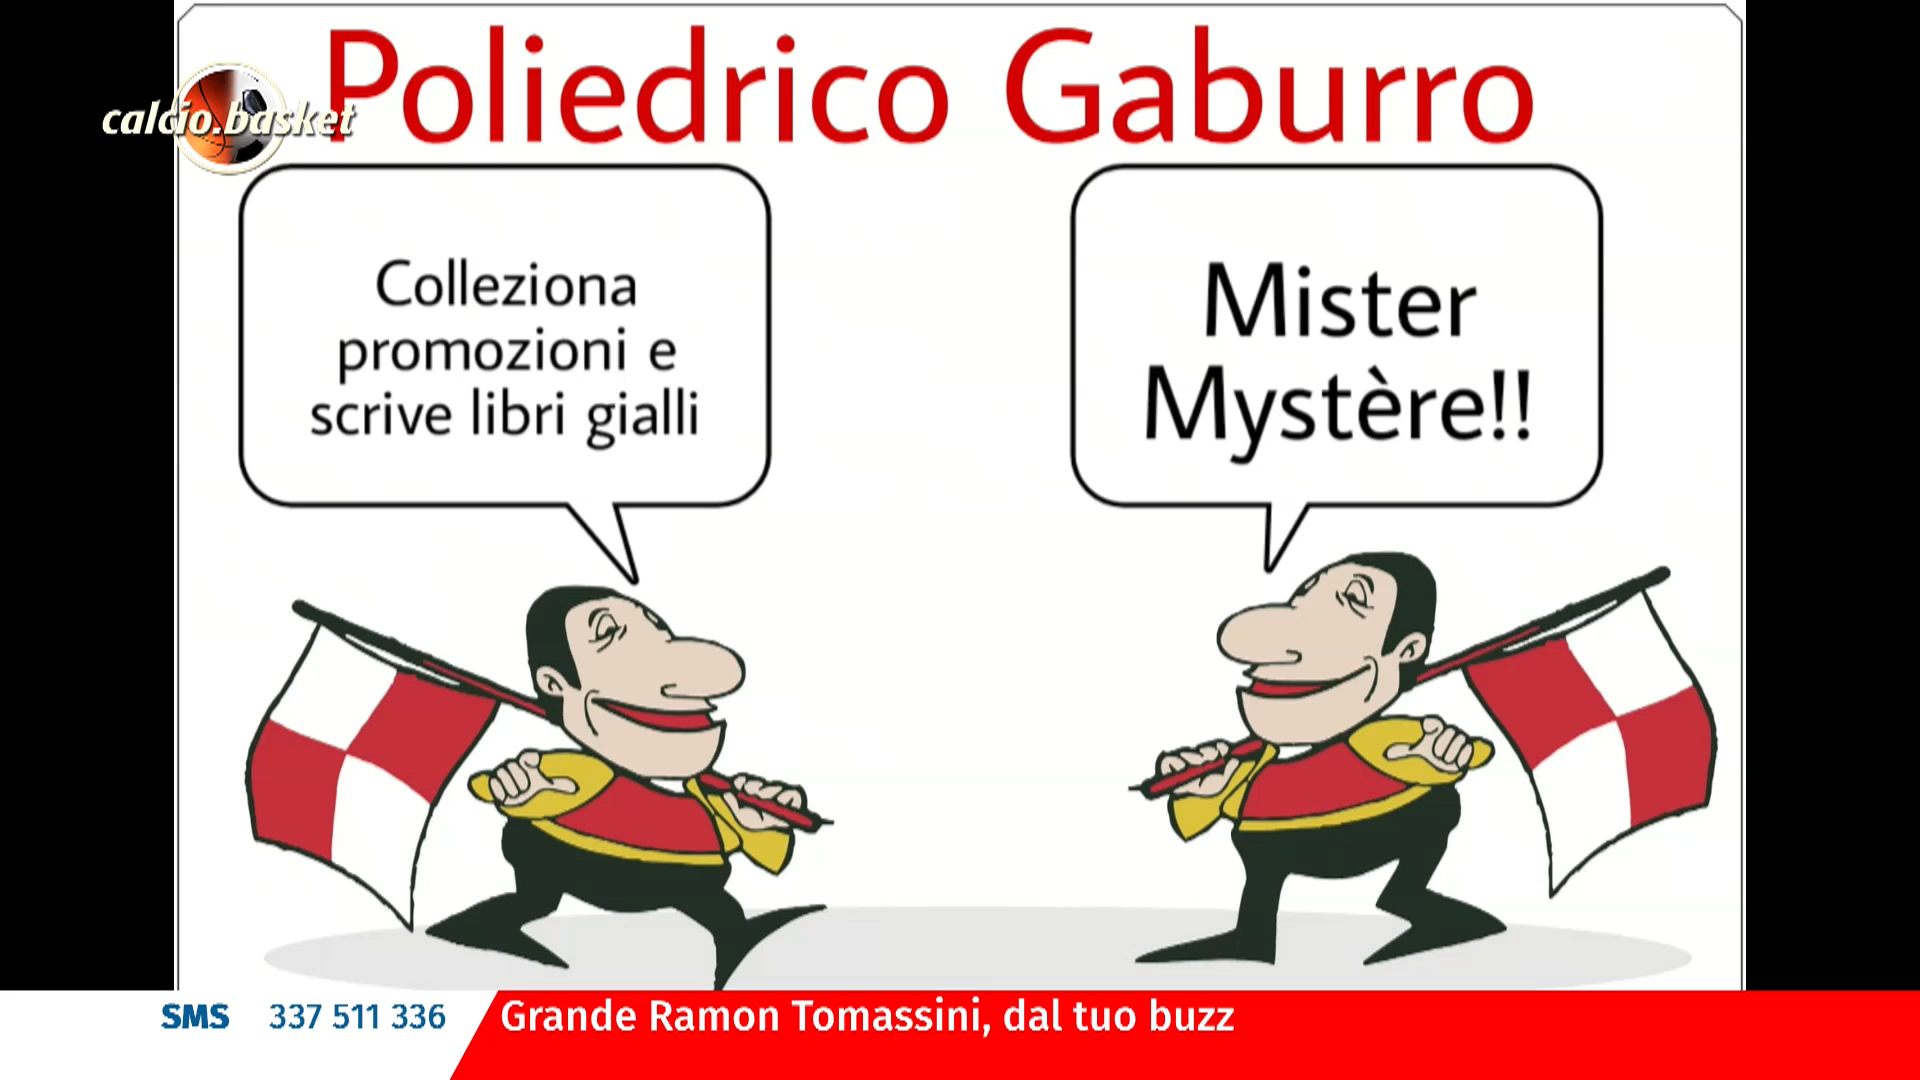 Poliedrico Gaburro
calcio.basket
Colleziona
promozioni e
scrive libri gialli
Mister
Mystère!!
SMS 337 511 336
Grande Ramon Tomassini, dal tuo buzz